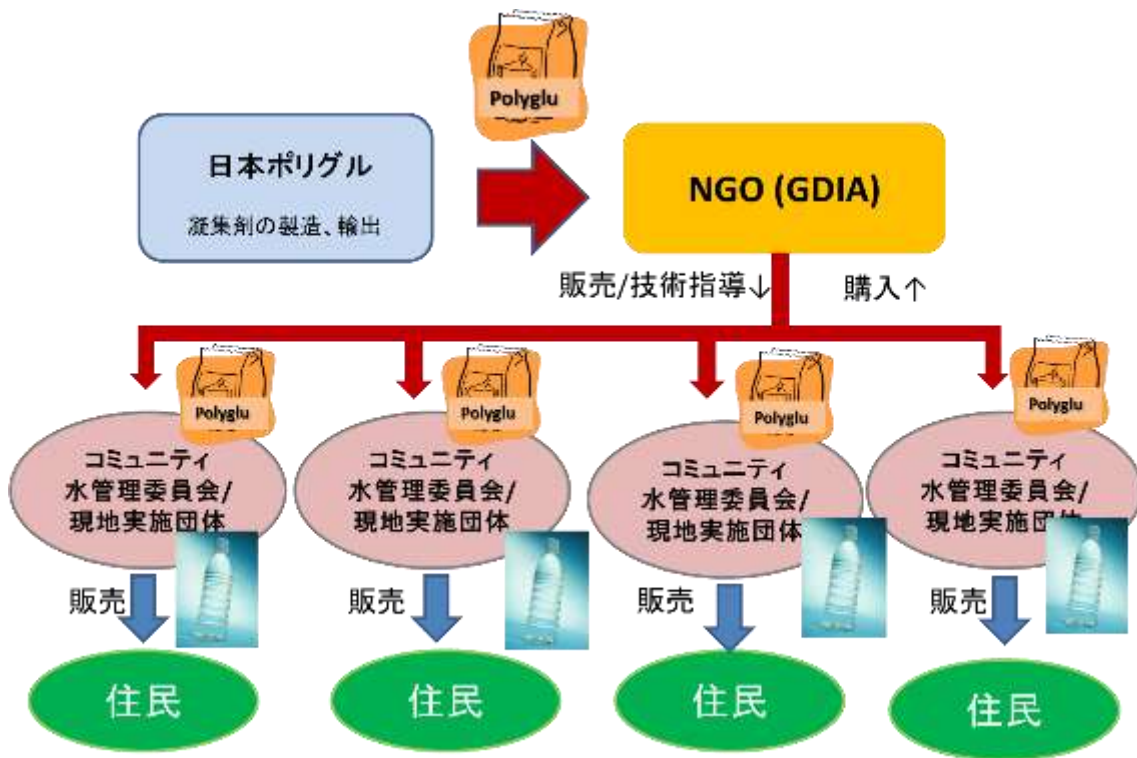 Polyglu
日本ポリグル
凝集剤の製造、輸出
NGO (GDIA)
販売/技術指導↓
購入↑
Polyglu
Polyglu
Polyglu
Polyglu
コミュニティ
水管理委員会/
現地実施団体
コミュニティ
水管理委員会/
現地実施団体
コミュニティ
水管理委員会/
現地実施団体
コミュニティ
水管理委員会/
現地実施団体
販売
販売
販売
販売
住民
住民
住民
住民